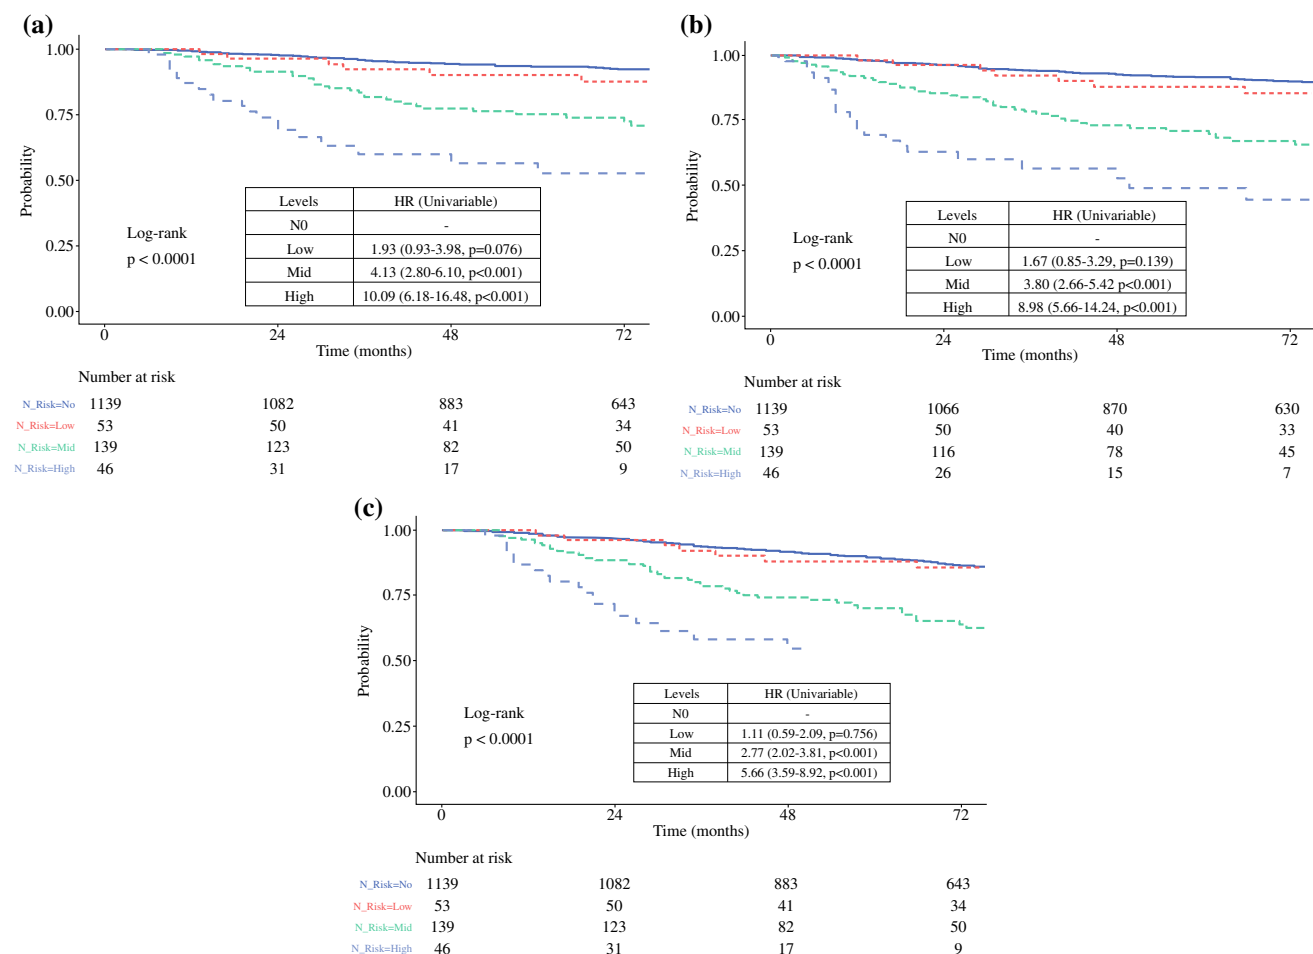 (a)
1.00
0.75
0.50
0.25
0.00
Probability
Log-rank
p < 0.0001
Levels HR (Univariable)
N0 -
Low 1.93 (0.93-3.98, p=0.076)
Mid 4.13 (2.80-6.10, p<0.001)
High 10.09 (6.18-16.48, p<0.001)
0 24 48 72
Time (months)
Number at risk
N_Risk=No 1139 1082 883 643
N_Risk=Low 53 50 41 34
N_Risk=Mid 139 123 82 50
N_Risk=High 46 31 17 9
(b)
1.00
0.75
0.50
0.25
0.00
Probability
Log-rank
p < 0.0001
Levels HR (Univariable)
N0 -
Low 1.67 (0.85-3.29, p=0.139)
Mid 3.80 (2.66-5.42 p<0.001)
High 8.98 (5.66-14.24, p<0.001)
0 24 48 72
Time (months)
Number at risk
N_Risk=No 1139 1066 870 630
N_Risk=Low 53 50 40 33
N_Risk=Mid 139 116 78 45
N_Risk=High 46 26 15 7
(c)
1.00
0.75
0.50
0.25
0.00
Probability
Log-rank
p < 0.0001
Levels HR (Univariable)
N0 -
Low 1.11 (0.59-2.09, p=0.756)
Mid 2.77 (2.02-3.81, p<0.001)
High 5.66 (3.59-8.92, p<0.001)
0 24 48 72
Time (months)
Number at risk
N_Risk=No 1139 1082 883 643
N_Risk=Low 53 50 41 34
N_Risk=Mid 139 123 82 50
N_Risk=High 46 31 17 9